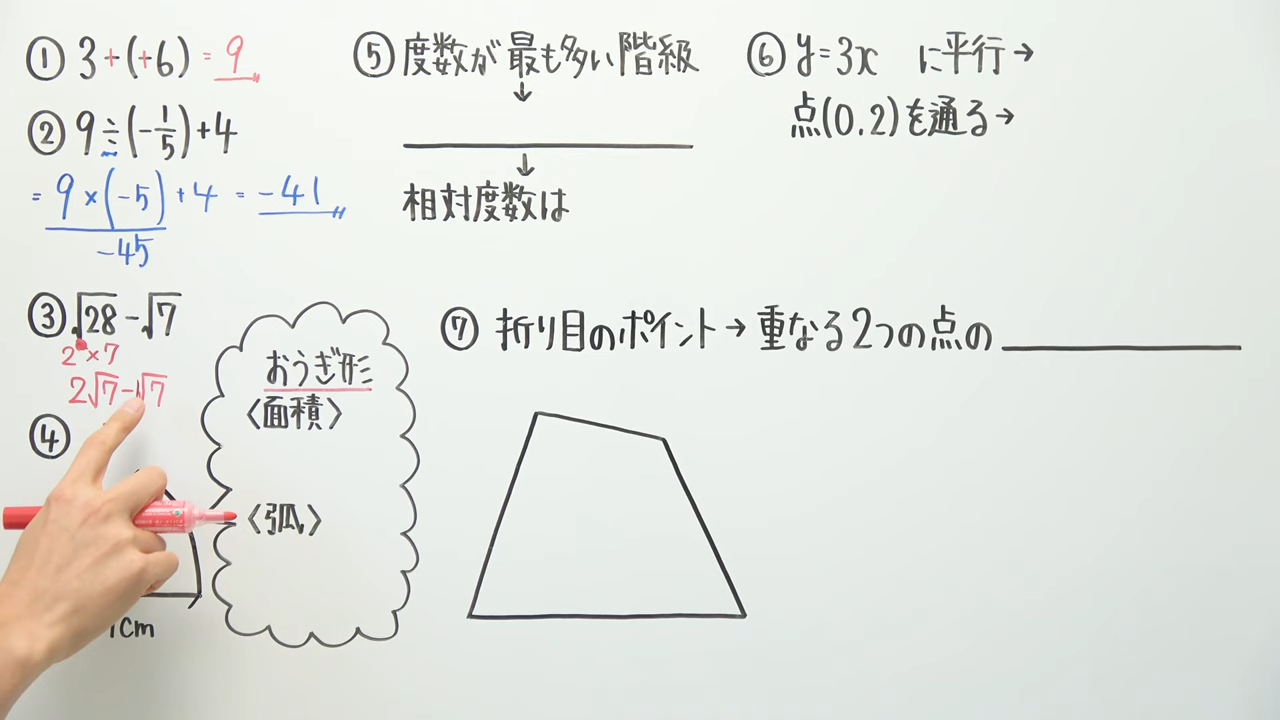 ① 3+(+6)=9
② 9÷(-1/5)+4
=9×(-5)+4=-41
-45
③ √28-√7
2²×7
2√7-√7
④
cm
おうぎ形
〈面積〉
〈弧〉
⑤ 度数が最も多い階級
↓
↓
相対度数は
⑥ y=3x に平行→
点(0.2)を通る→
⑦ 折り目のポイント→重なる2つの点の